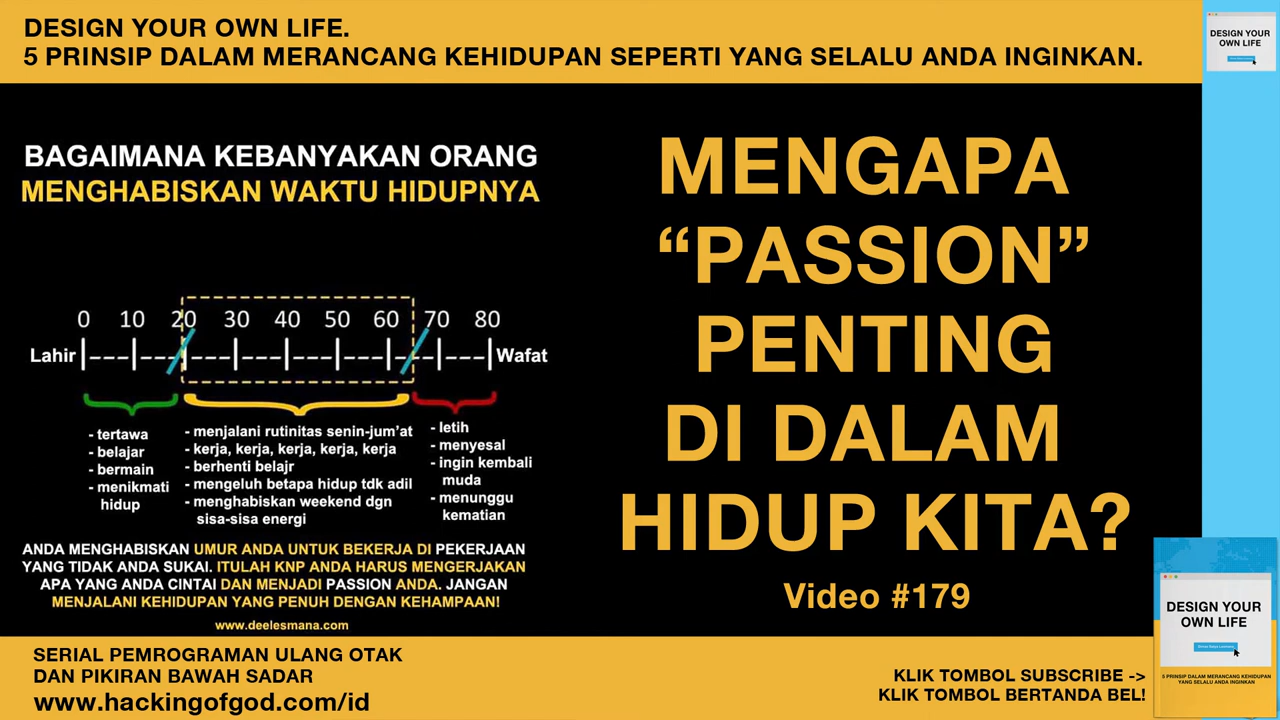 DESIGN YOUR OWN LIFE.
5 PRINSIP DALAM MERANCANG KEHIDUPAN SEPERTI YANG SELALU ANDA INGINKAN.
DESIGN YOUR
OWN LIFE
BAGAIMANA KEBANYAKAN ORANG
MENGHABISKAN WAKTU HIDUPNYA
0 10 20 30 40 50 60 70 80
Lahir
Wafat
- tertawa
- belajar
- bermain
- menikmati
hidup
- menjalani rutinitas senin-jum'at
- kerja, kerja, kerja, kerja, kerja
- berhenti belajr
- mengeluh betapa hidup tdk adil
- menghabiskan weekend dgn
sisa-sisa energi
- letih
- menyesal
- ingin kembali
muda
- menunggu
kematian
ANDA MENGHABISKAN UMUR ANDA UNTUK BEKERJA DI PEKERJAAN
YANG TIDAK ANDA SUKAI. ITULAH KNP ANDA HARUS MENGERJAKAN
APA YANG ANDA CINTAI DAN MENJADI PASSION ANDA. JANGAN
MENJALANI KEHIDUPAN YANG PENUH DENGAN KEHAMPAAN!
www.deelesmana.com
MENGAPA
“PASSION”
PENTING
DI DALAM
HIDUP KITA?
Video #179
SERIAL PEMROGRAMAN ULANG OTAK
DAN PIKIRAN BAWAH SADAR
www.hackingofgod.com/id
KLIK TOMBOL SUBSCRIBE ->
KLIK TOMBOL BERTANDA BEL!
DESIGN YOUR
OWN LIFE
5 PRINSIP DALAM MERANCANG KEHIDUPAN
YANG SELALU ANDA INGINKAN